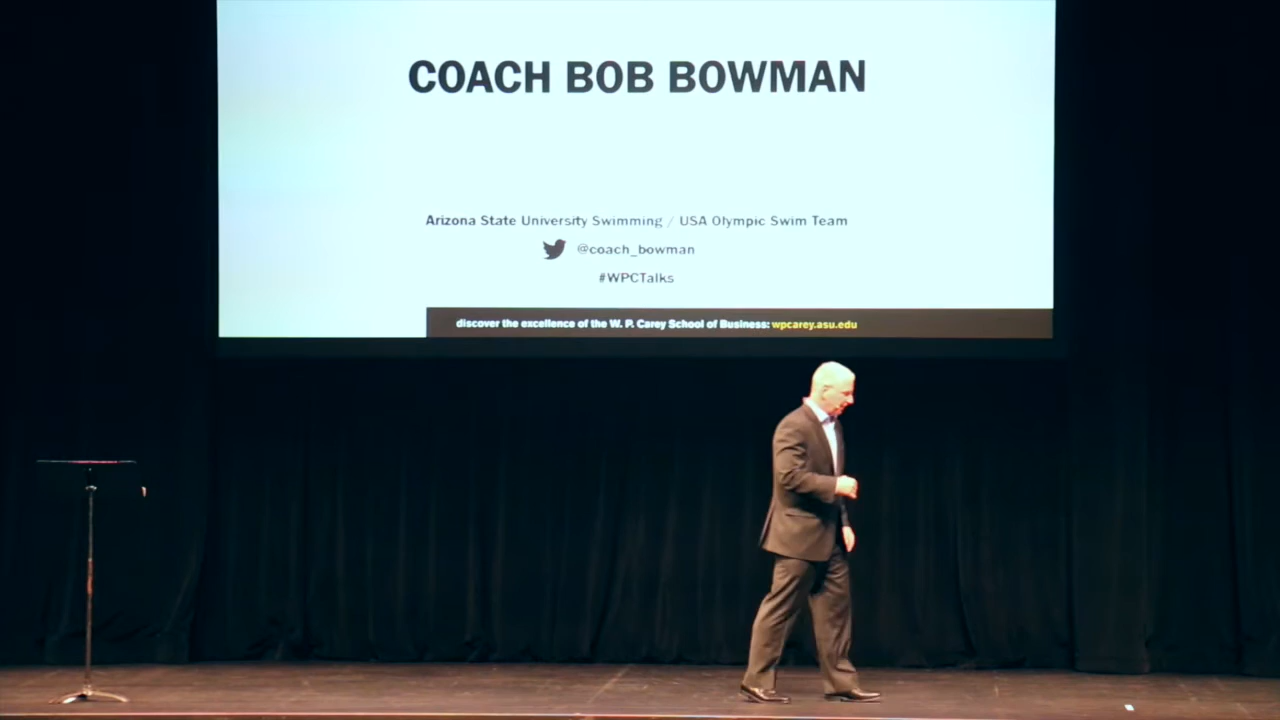 COACH BOB BOWMAN
Arizona State University Swimming / USA Olympic Swim Team
@coach_bowman
#WPCTalks
discover the excellence of the W. P. Carey School of Business: wpcarey.asu.edu